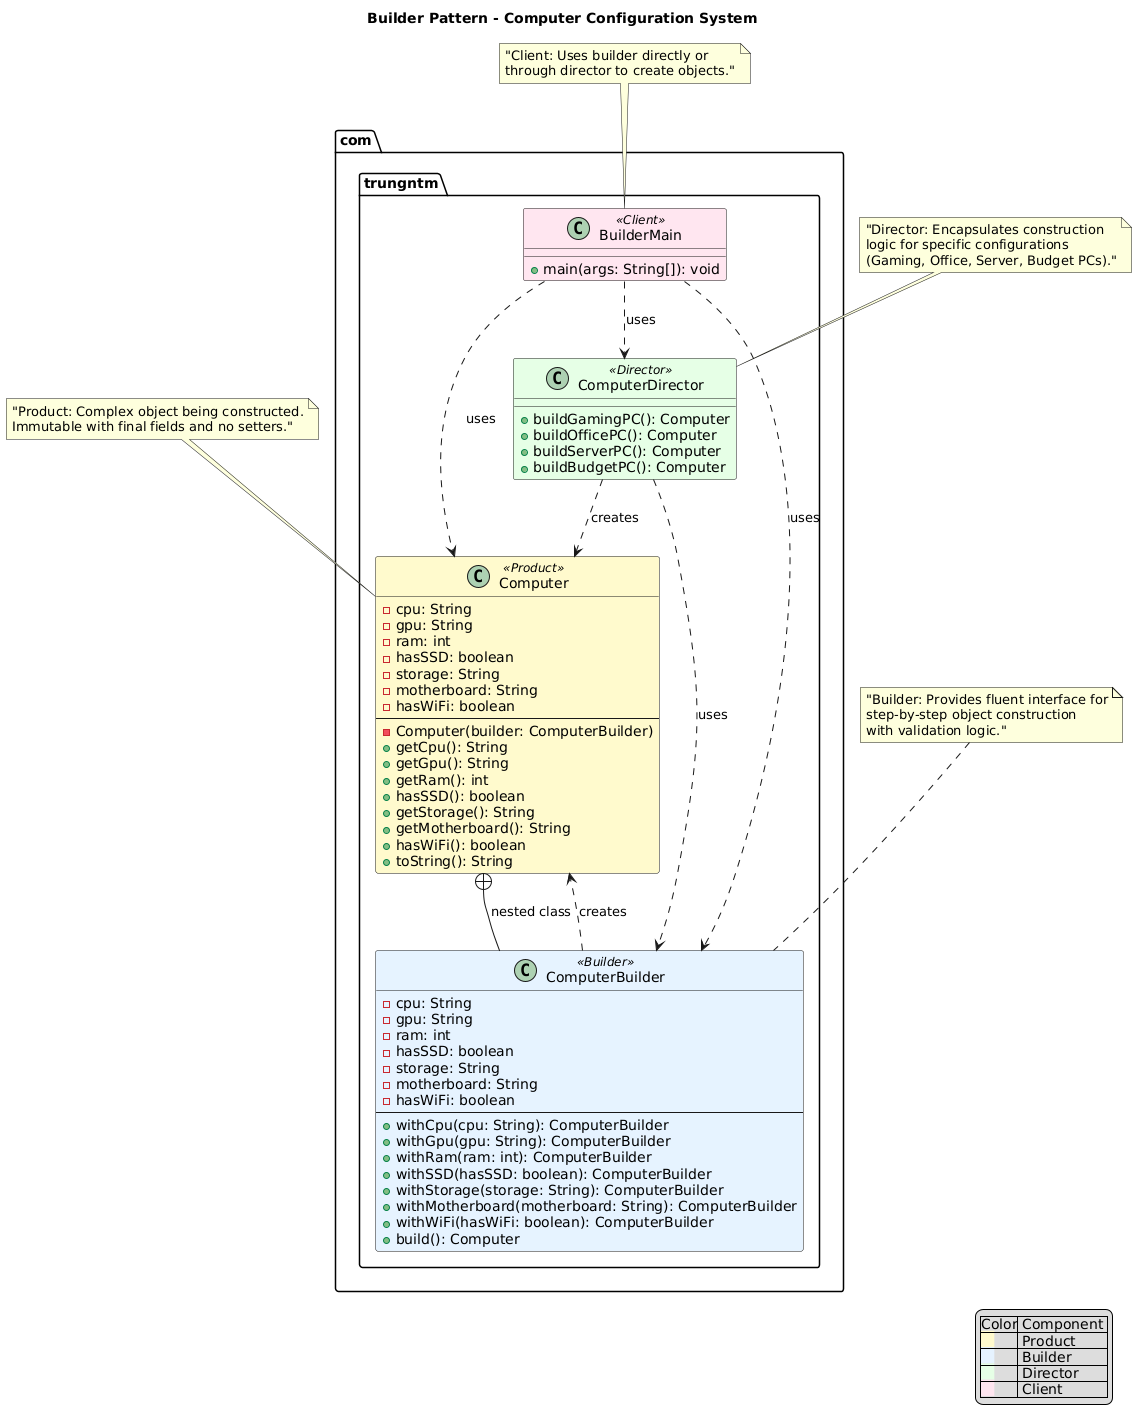 Builder Pattern - Computer Configuration System
"Client: Uses builder directly or
through director to create objects."
com
trungntm
«Client»
C BuilderMain
main(args: String[]): void
"Director: Encapsulates construction
logic for specific configurations
(Gaming, Office, Server, Budget PCs)."
uses
«Director»
C ComputerDirector
buildGamingPC(): Computer
buildOfficePC(): Computer
buildServerPC(): Computer
buildBudgetPC(): Computer
"Product: Complex object being constructed.
Immutable with final fields and no setters."
uses
creates
uses
«Product»
C Computer
cpu: String
gpu: String
ram: int
hasSSD: boolean
storage: String
motherboard: String
hasWiFi: boolean
Computer(builder: ComputerBuilder)
getCpu(): String
getGpu(): String
getRam(): int
hasSSD(): boolean
getStorage(): String
getMotherboard(): String
hasWiFi(): boolean
toString(): String
uses
"Builder: Provides fluent interface for
step-by-step object construction
with validation logic."
nested class
creates
«Builder»
C ComputerBuilder
cpu: String
gpu: String
ram: int
hasSSD: boolean
storage: String
motherboard: String
hasWiFi: boolean
withCpu(cpu: String): ComputerBuilder
withGpu(gpu: String): ComputerBuilder
withRam(ram: int): ComputerBuilder
withSSD(hasSSD: boolean): ComputerBuilder
withStorage(storage: String): ComputerBuilder
withMotherboard(motherboard: String): ComputerBuilder
withWiFi(hasWiFi: boolean): ComputerBuilder
build(): Computer
Color Component
Product
Builder
Director
Client